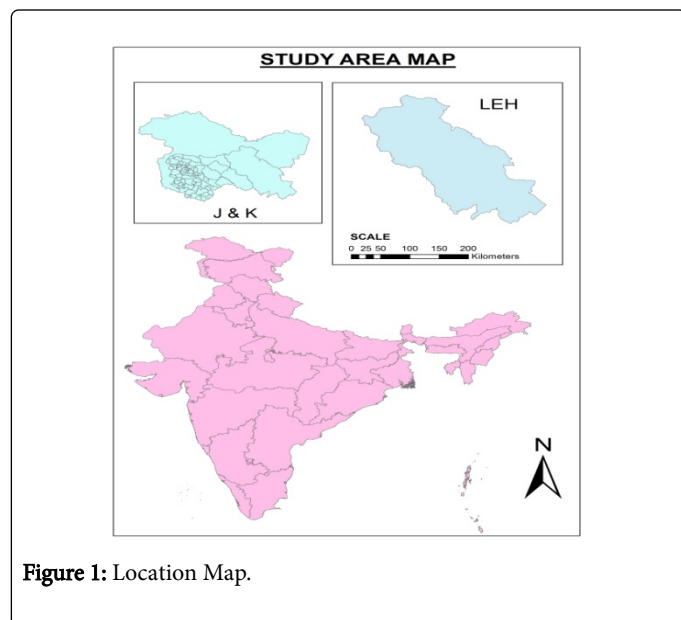 STUDY AREA MAP
J & K
LEH
SCALE
0 25 50 100 150 200
Kilometers
N
Figure 1: Location Map.